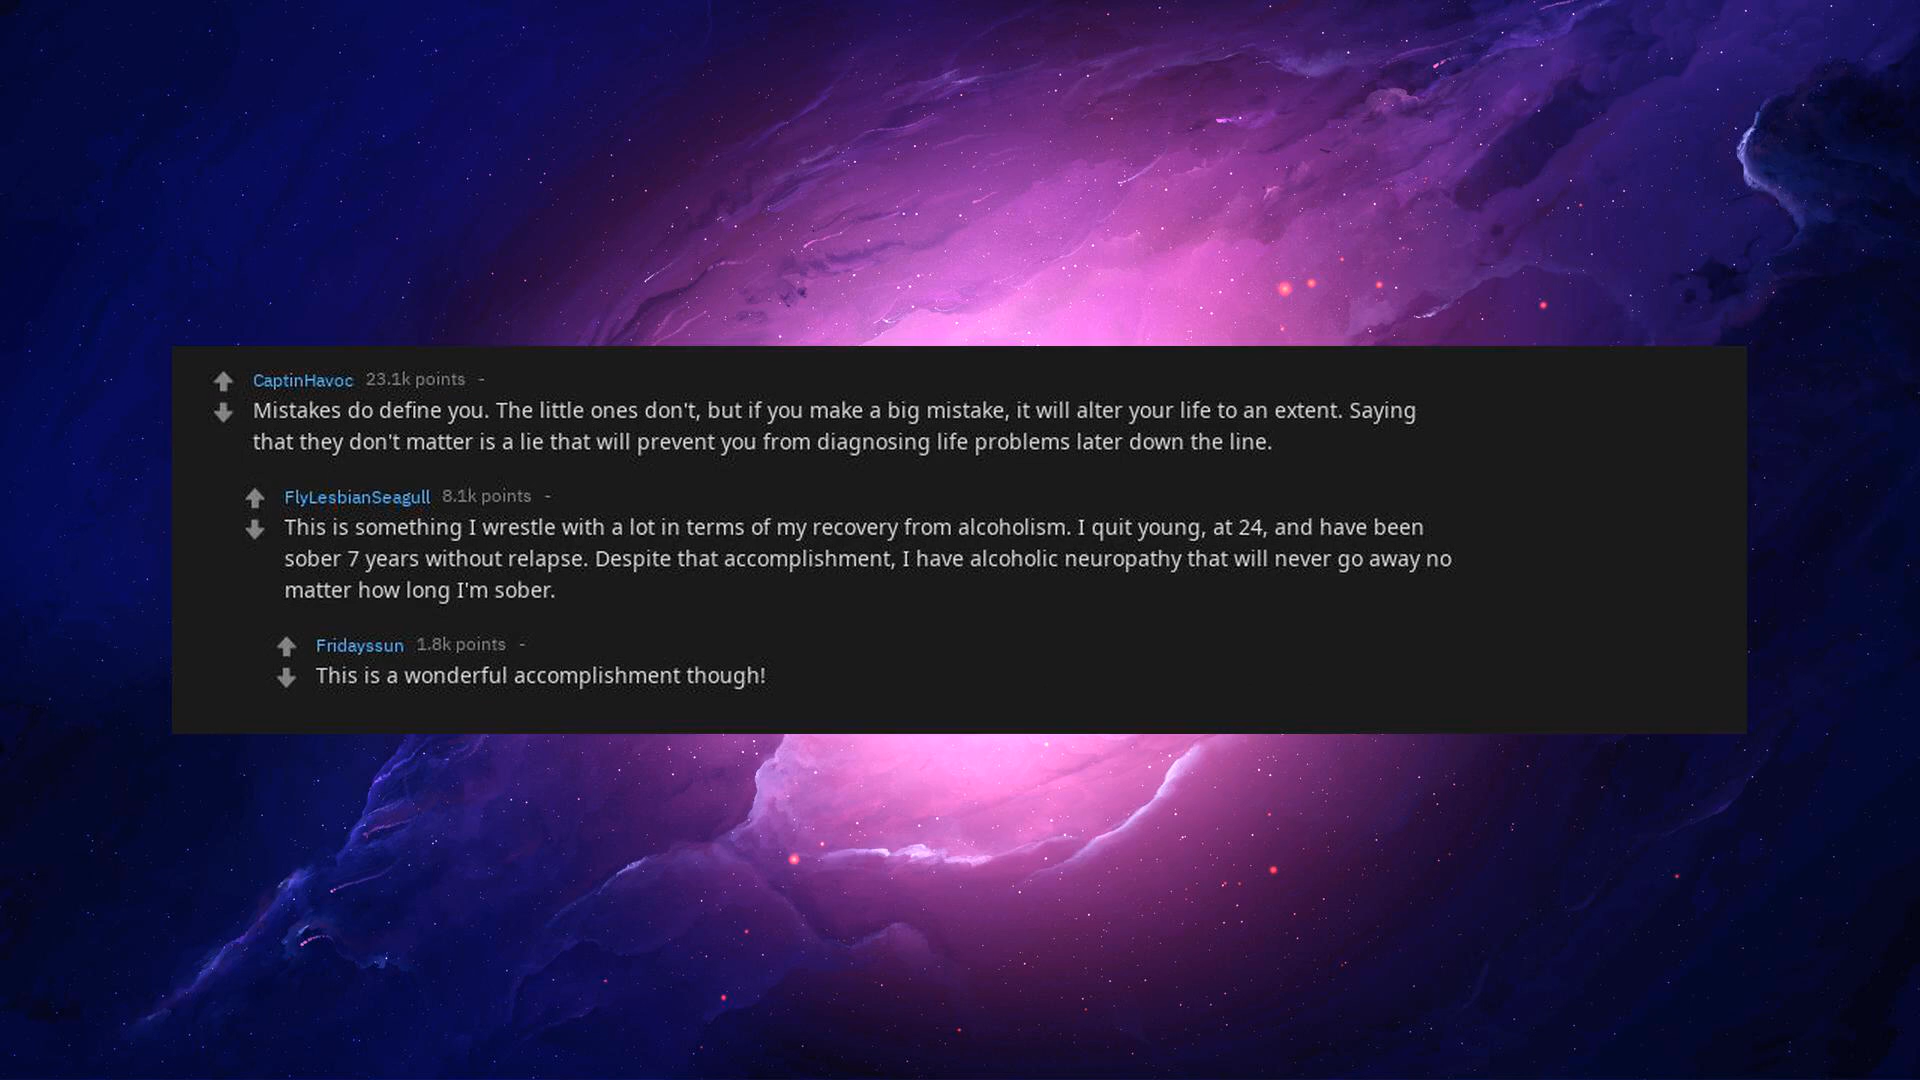 CaptinHavoc 23.1k points -
Mistakes do define you. The little ones don't, but if you make a big mistake, it will alter your life to an extent. Saying
that they don't matter is a lie that will prevent you from diagnosing life problems later down the line.
FlyLesbianSeagull 8.1k points -
This is something I wrestle with a lot in terms of my recovery from alcoholism. I quit young, at 24, and have been
sober 7 years without relapse. Despite that accomplishment, I have alcoholic neuropathy that will never go away no
matter how long I'm sober.
Fridayssun 1.8k points -
This is a wonderful accomplishment though!